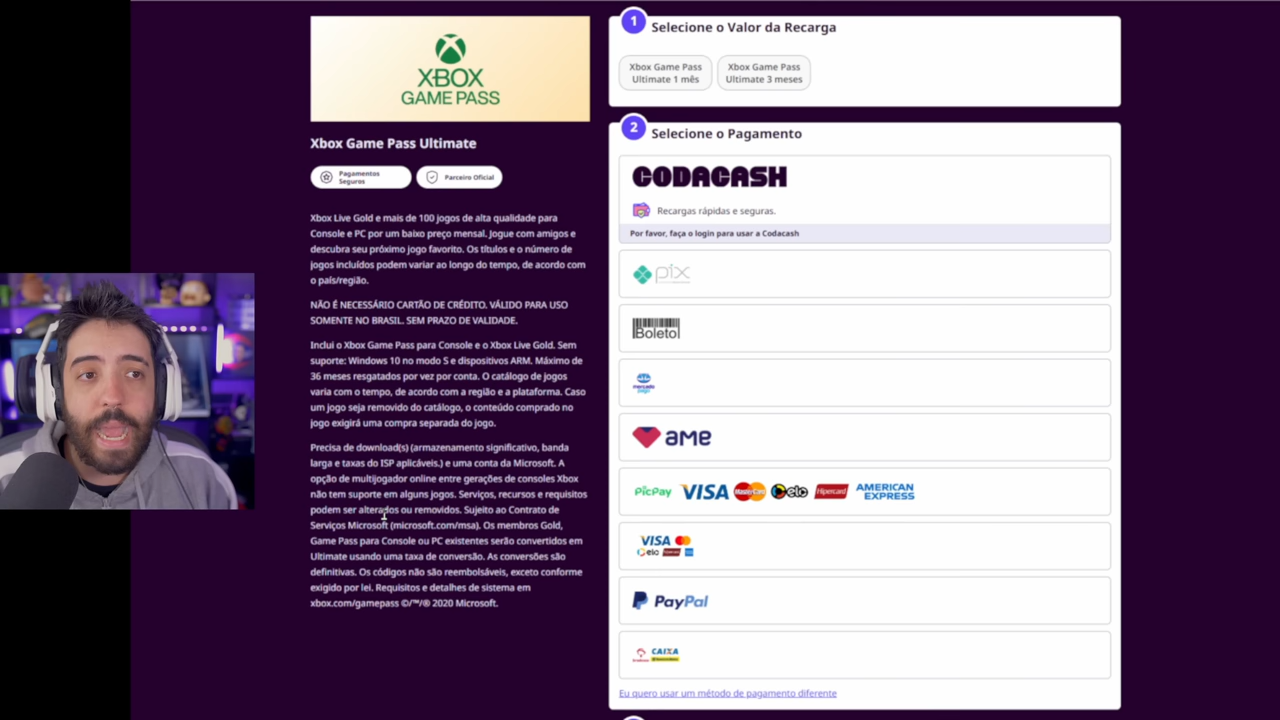 XBOX
GAME PASS
Xbox Game Pass Ultimate
Pagamentos
Seguros
Parceiro Oficial
Xbox Live Gold e mais de 100 jogos de alta qualidade para
Console e PC por um baixo preço mensal. Jogue com amigos e
descubra seu próximo jogo favorito. Os títulos e o número de
jogos incluídos podem variar ao longo do tempo, de acordo com
o país/região.
NÃO É NECESSÁRIO CARTÃO DE CRÉDITO. VÁLIDO PARA USO
SOMENTE NO BRASIL. SEM PRAZO DE VALIDADE.
Inclui o Xbox Game Pass para Console e o Xbox Live Gold. Sem
suporte: Windows 10 no modo S e dispositivos ARM. Máximo de
36 meses resgatados por vez por conta. O catálogo de jogos
varia com o tempo, de acordo com a região e a plataforma. Caso
um jogo seja removido do catálogo, o conteúdo comprado no
jogo exigirá uma compra separada do jogo.
Precisa de download(s) (armazenamento significativo, banda
larga e taxas do ISP aplicáveis.) e uma conta da Microsoft. A
opção de multijogador online entre gerações de consoles Xbox
não tem suporte em alguns jogos. Serviços, recursos e requisitos
podem ser alterados ou removidos. Sujeito ao Contrato de
Serviços Microsoft (microsoft.com/msa). Os membros Gold,
Game Pass para Console ou PC existentes serão convertidos em
Ultimate usando uma taxa de conversão. As conversões são
definitivas. Os códigos não são reembolsáveis, exceto conforme
exigido por lei. Requisitos e detalhes de sistema em
xbox.com/gamepass ©/™/® 2020 Microsoft.
1 Selecione o Valor da Recarga
Xbox Game Pass
Ultimate 1 mês
Xbox Game Pass
Ultimate 3 meses
2 Selecione o Pagamento
CODACASH
Recargas rápidas e seguras.
Por favor, faça o login para usar a Codacash
pix
Boleto
mercado
pago
ame
PicPay VISA MasterCard elo Hipercard AMERICAN
EXPRESS
VISA
elo
PayPal
CAIXA
Eu quero usar um método de pagamento diferente